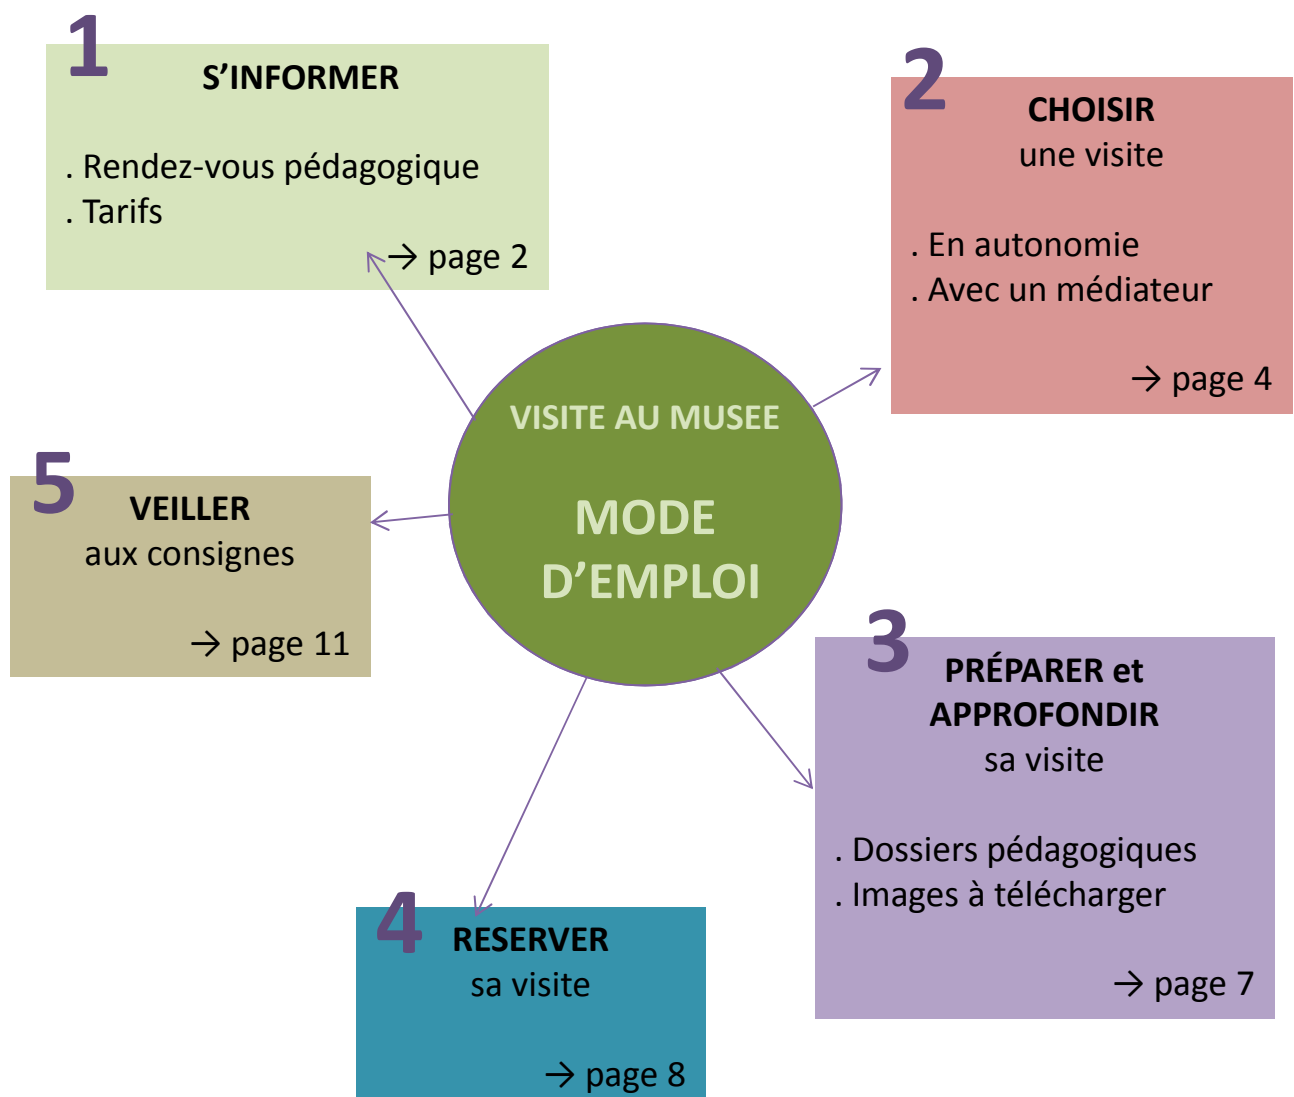 VISITE AU MUSEE
MODE
D’EMPLOI
1
S’INFORMER
. Rendez-vous pédagogique
. Tarifs
→ page 2
2
CHOISIR
une visite
. En autonomie
. Avec un médiateur
→ page 4
3
PRÉPARER et
APPROFONDIR
sa visite
. Dossiers pédagogiques
. Images à télécharger
→ page 7
4
RESERVER
sa visite
→ page 8
5
VEILLER
aux consignes
→ page 11